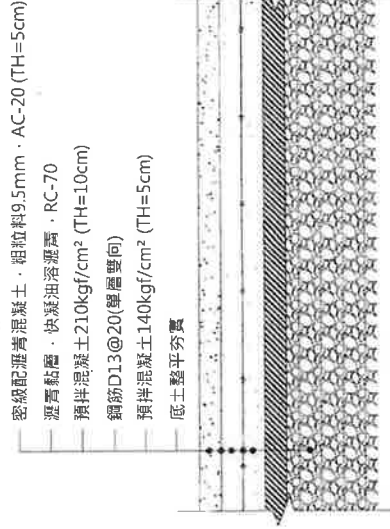 密級配瀝青混凝土．粗粒料9.5mm．AC-20 (TH=5cm)
瀝青黏層．快凝油溶瀝青．RC-70
預拌混凝土210kgf/cm² (TH=10cm)
鋼筋D13@20(單層雙向)
預拌混凝土140kgf/cm² (TH=5cm)
底土整平夯實